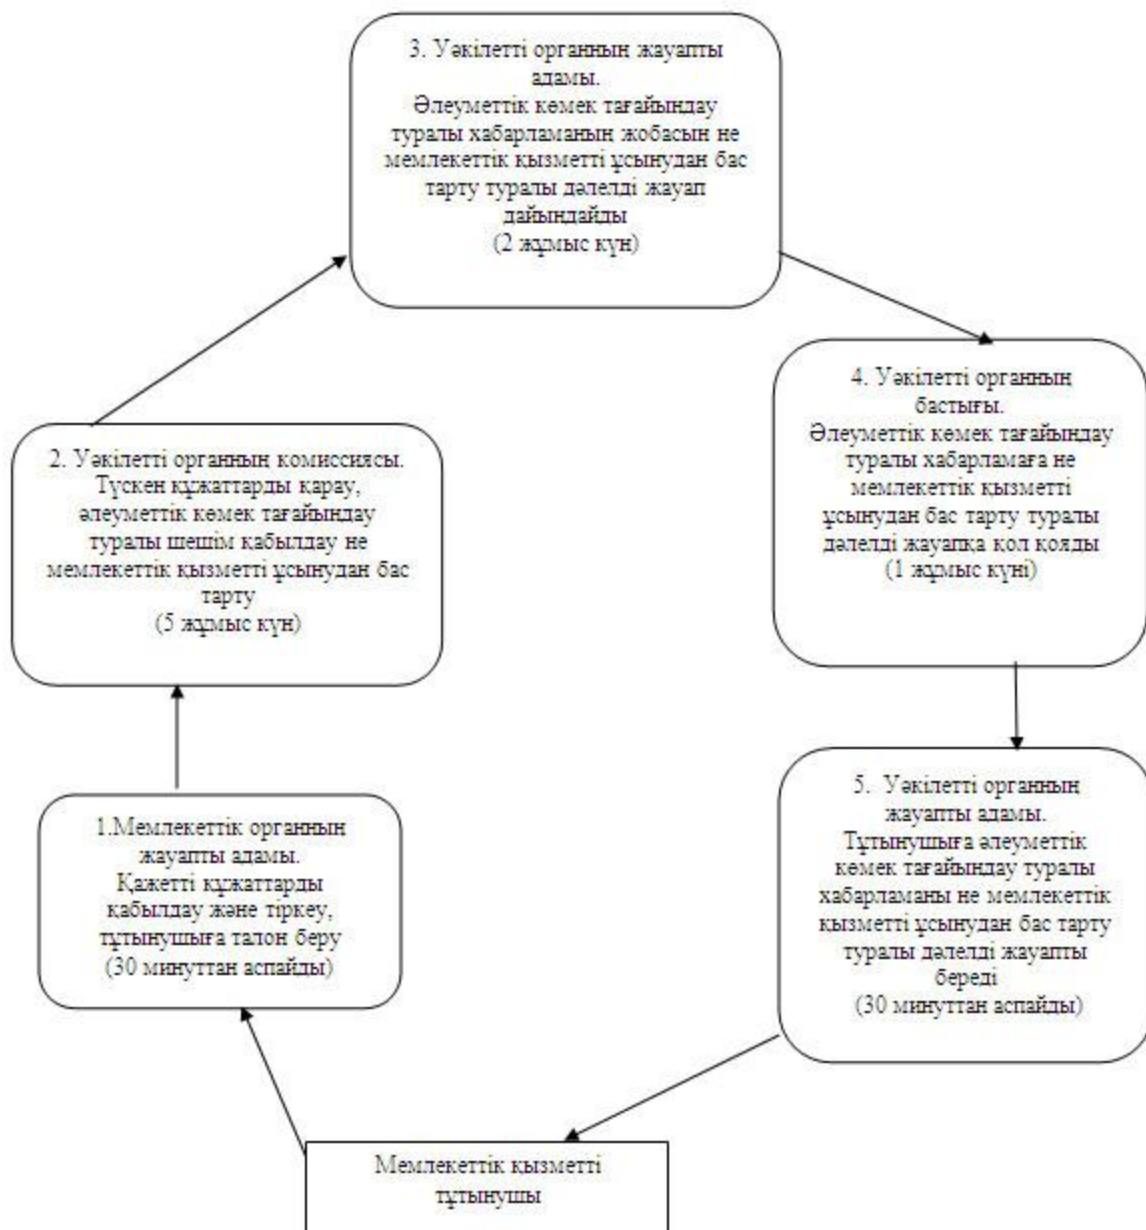 3. Уәкілетті органның жауапты
адамы.
Әлеуметтік көмек тағайындау
туралы хабарламаның жобасын не
мемлекеттік қызметті ұсынудан бас
тарту туралы дәлелді жауап
дайындайды
(2 жұмыс күн)
4. Уәкілетті органның
бастығы.
Әлеуметтік көмек тағайындау
туралы хабарламаға не
мемлекеттік қызметті
ұсынудан бас тарту туралы
дәлелді жауапқа қол қояды
(1 жұмыс күні)
2. Уәкілетті органның комиссиясы.
Түскен құжаттарды қарау,
әлеуметтік көмек тағайындау
туралы шешім қабылдау не
мемлекеттік қызметті ұсынудан бас
тарту
(5 жұмыс күн)
5. Уәкілетті органның
жауапты адамы.
Тұтынушыға әлеуметтік
көмек тағайындау туралы
хабарламаны не мемлекеттік
қызметті ұсынудан бас тарту
туралы дәлелді жауапты
береді
(30 минуттан аспайды)
1.Мемлекеттік органның
жауапты адамы.
Қажетті құжаттарды
қабылдау және тіркеу,
тұтынушыға талон беру
(30 минуттан аспайды)
Мемлекеттік қызметті
тұтынушы